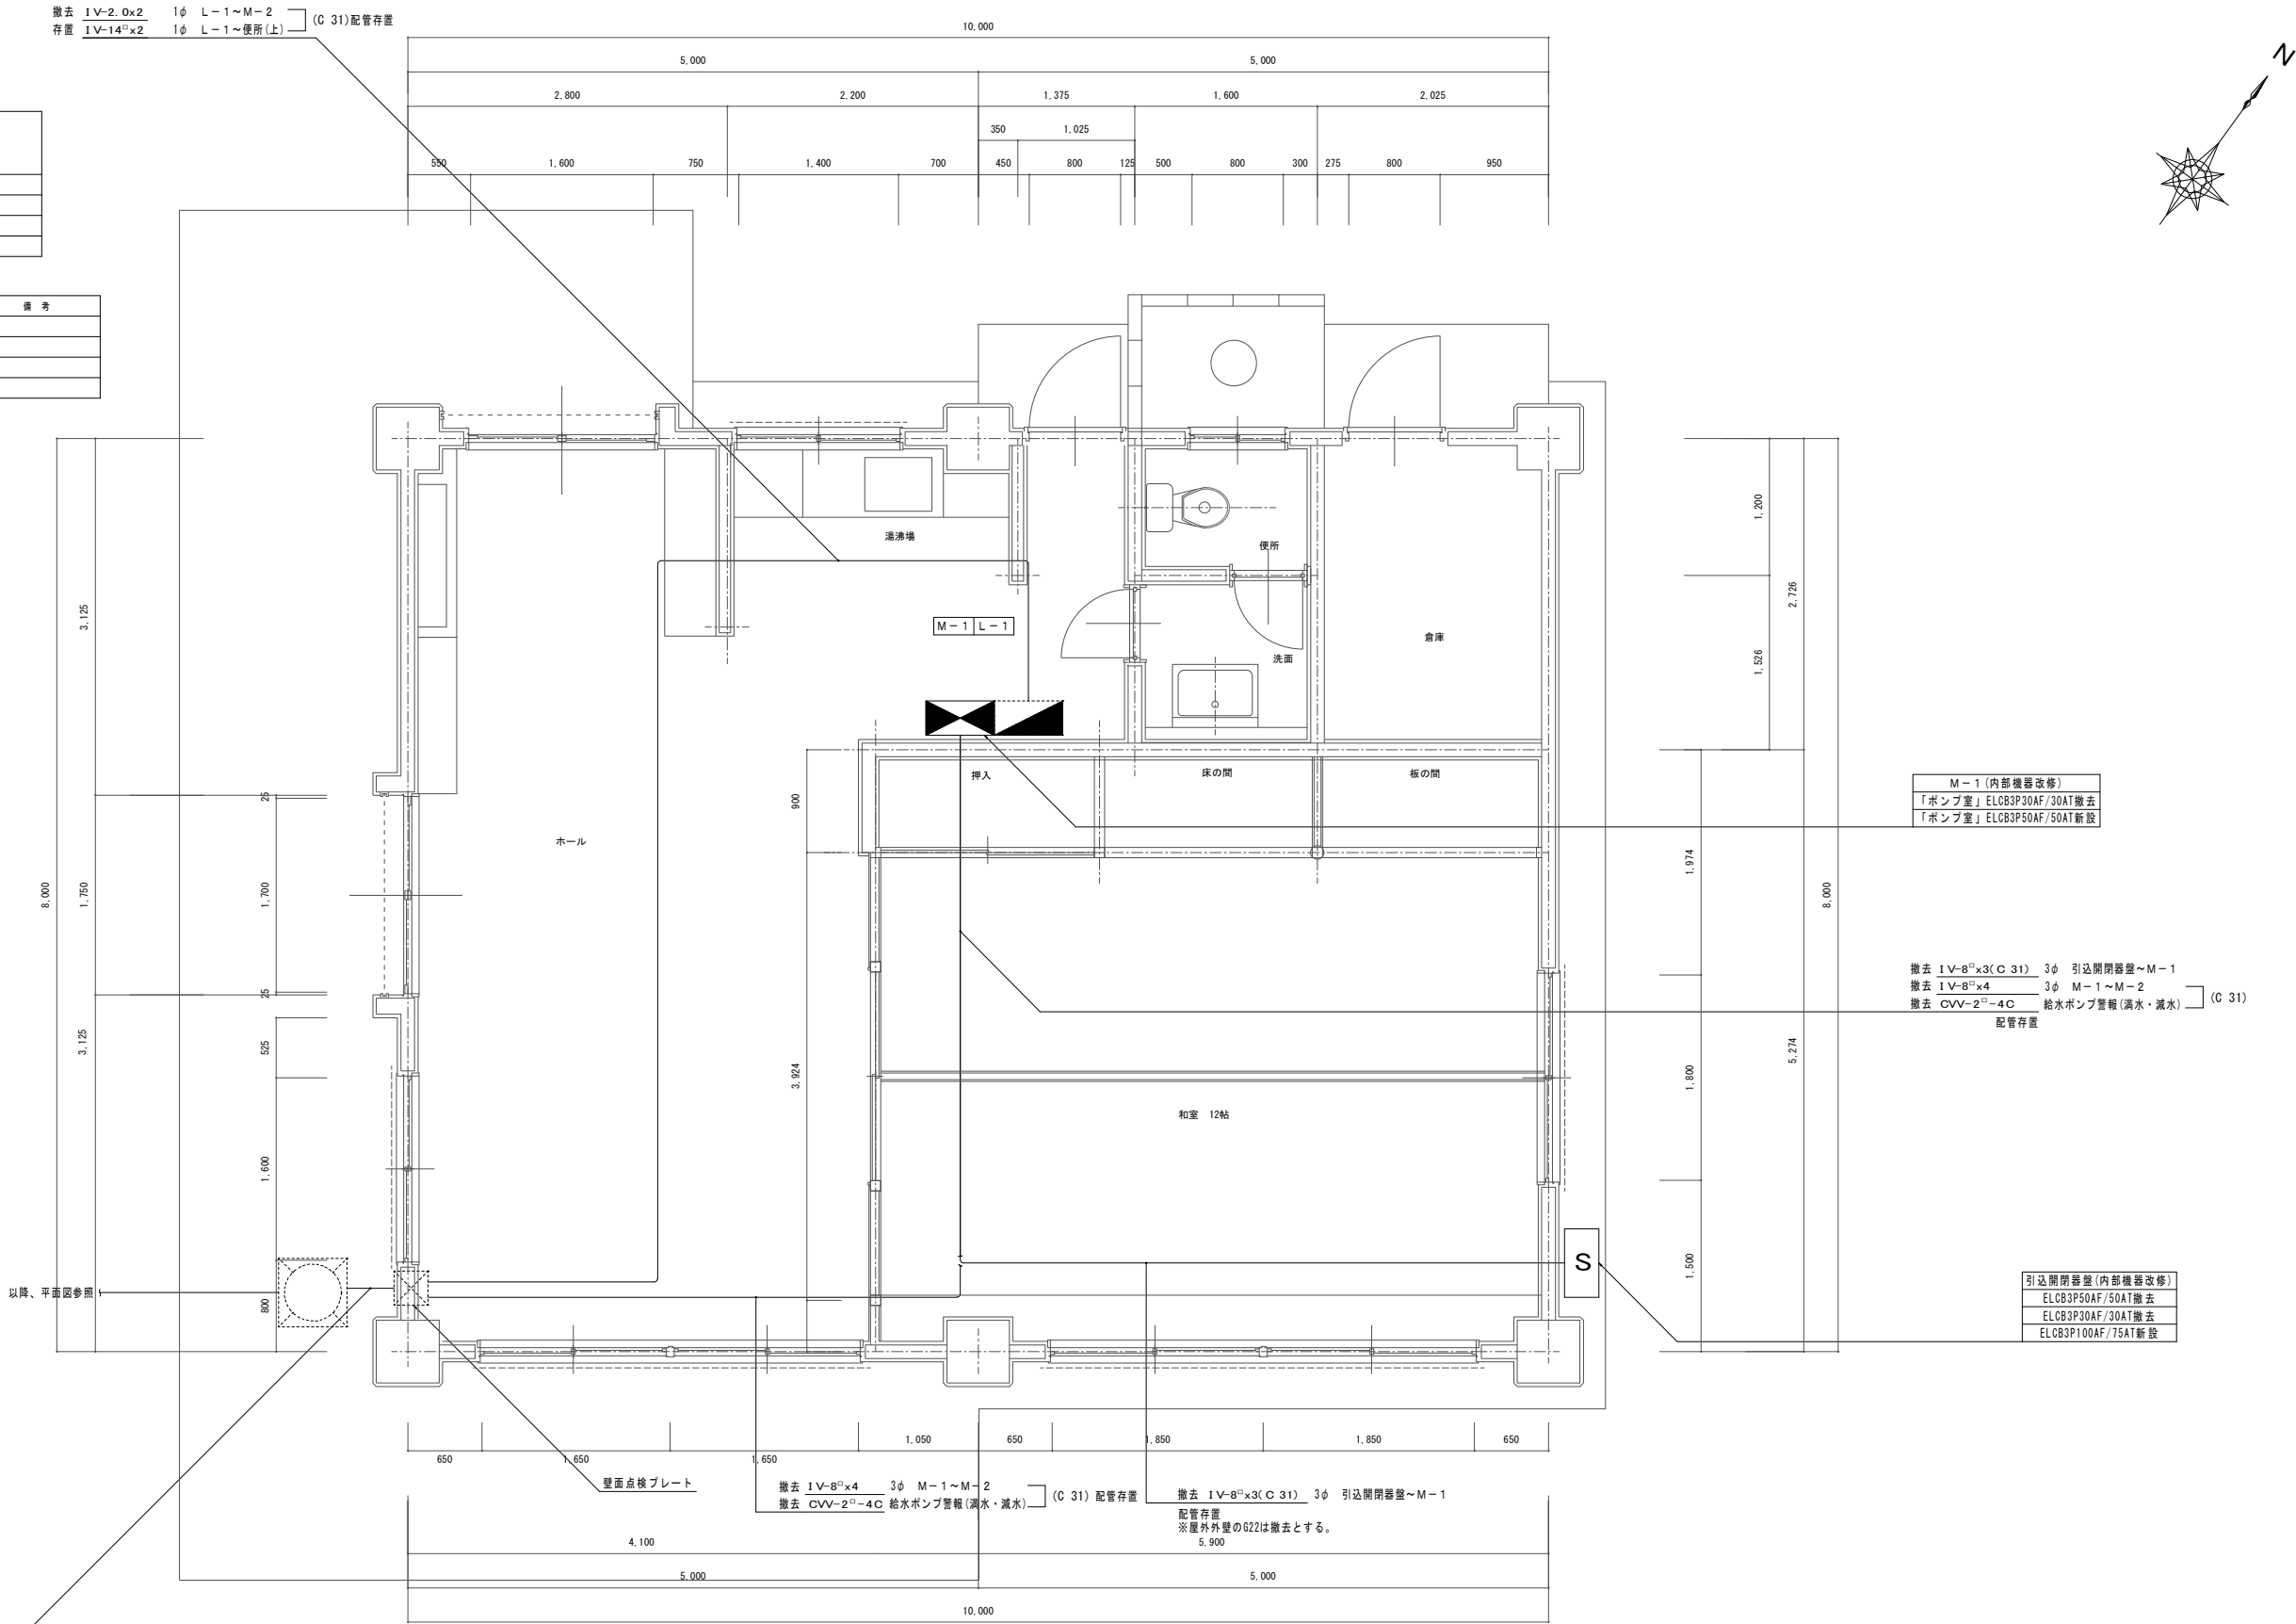 撤去 IV-2.0x2 1φ L-1~M-2
存置 IV-14□x2 1φ L-1~便所(上)
(C 31)配管存置
10,000
5,000 5,000
2,800 2,200 1,375 1,600 2,025
350 1,025
550 1,600 750 1,400 700 450 800 125 500 800 300 275 800 950
N
備 考
湯沸場
便所
M-1 L-1
倉庫
洗面
押入
床の間
板の間
ホール
和室 12帖
8,000
3,125
1,750
3,125
25
1,700
25
525
1,600
800
900
3,924
1,200
1,526
2,726
1,974
1,800
1,500
5,274
8,000
M-1(内部機器改修)
「ポンプ室」ELCB3P30AF/30AT撤去
「ポンプ室」ELCB3P50AF/50AT新設
撤去 IV-8□x3(C 31) 3φ 引込開閉器盤~M-1
撤去 IV-8□x4 3φ M-1~M-2
撤去 CVV-2□-4C 給水ポンプ警報(満水・減水)
(C 31)
配管存置
S
引込開閉器盤(内部機器改修)
ELCB3P50AF/50AT撤去
ELCB3P30AF/30AT撤去
ELCB3P100AF/75AT新設
以降、平面図参照
壁面点検プレート
1,050 650 1,850 1,850 650
650 1,650 1,650
撤去 IV-8□x4 3φ M-1~M-2
撤去 CVV-2□-4C 給水ポンプ警報(満水・減水)
(C 31) 配管存置
撤去 IV-8□x3(C 31) 3φ 引込開閉器盤~M-1
配管存置
※屋外外壁のG22は撤去とする。
4,100 5,900
5,000 5,000
10,000